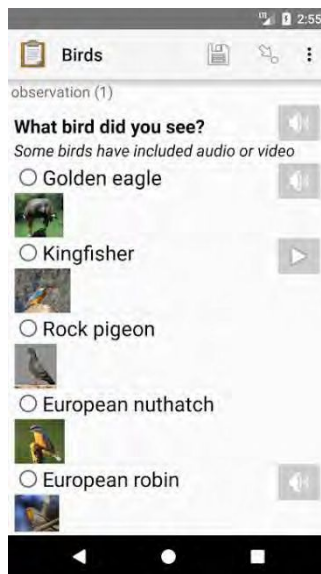 2:55
Birds
observation (1)
What bird did you see?
Some birds have included audio or video
Golden eagle
Kingfisher
Rock pigeon
European nuthatch
European robin